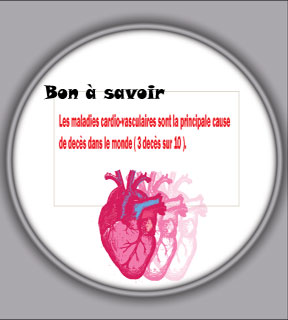 Bon à savoir
Les maladies cardio-vasculaires sont la principale cause
de decès dans le monde ( 3 decès sur 10 ).